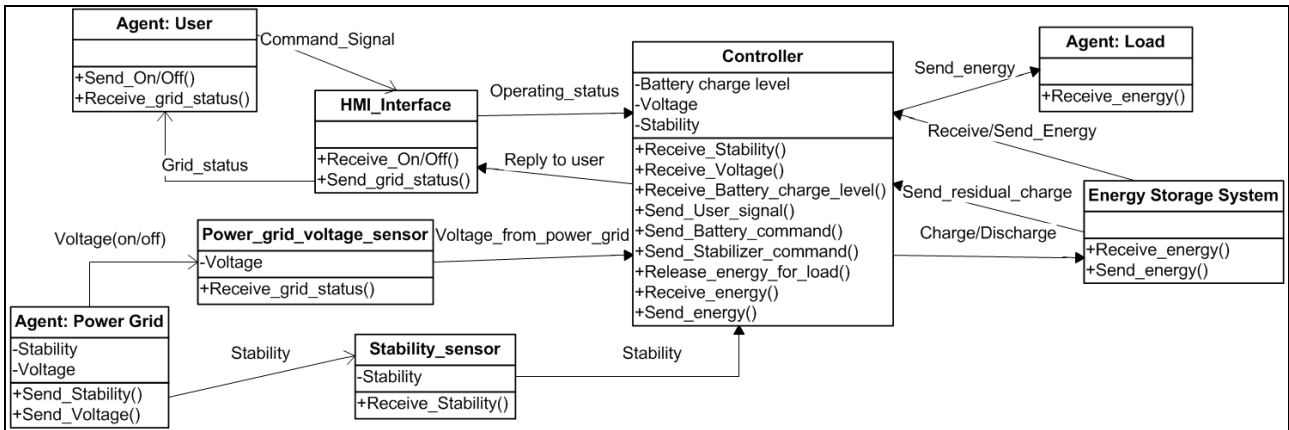 Agent: User
+Send_On/Off()
+Receive_grid_status()
Command_Signal
HMI_Interface
+Receive_On/Off()
+Send_grid_status()
Grid_status
Operating_status
Reply to user
Controller
-Battery charge level
-Voltage
-Stability
+Receive_Stability()
+Receive_Voltage()
+Receive_Battery_charge_level()
+Send_User_signal()
+Send_Battery_command()
+Send_Stabilizer_command()
+Release_energy_for_load()
+Receive_energy()
+Send_energy()
Send_energy
Agent: Load
+Receive_energy()
Receive/Send_Energy
Send_residual_charge
Charge/Discharge
Energy Storage System
+Receive_energy()
+Send_energy()
Voltage(on/off)
Power_grid_voltage_sensor
-Voltage
+Receive_grid_status()
Voltage_from_power_grid
Agent: Power Grid
-Stability
-Voltage
+Send_Stability()
+Send_Voltage()
Stability
Stability_sensor
-Stability
+Receive_Stability()
Stability